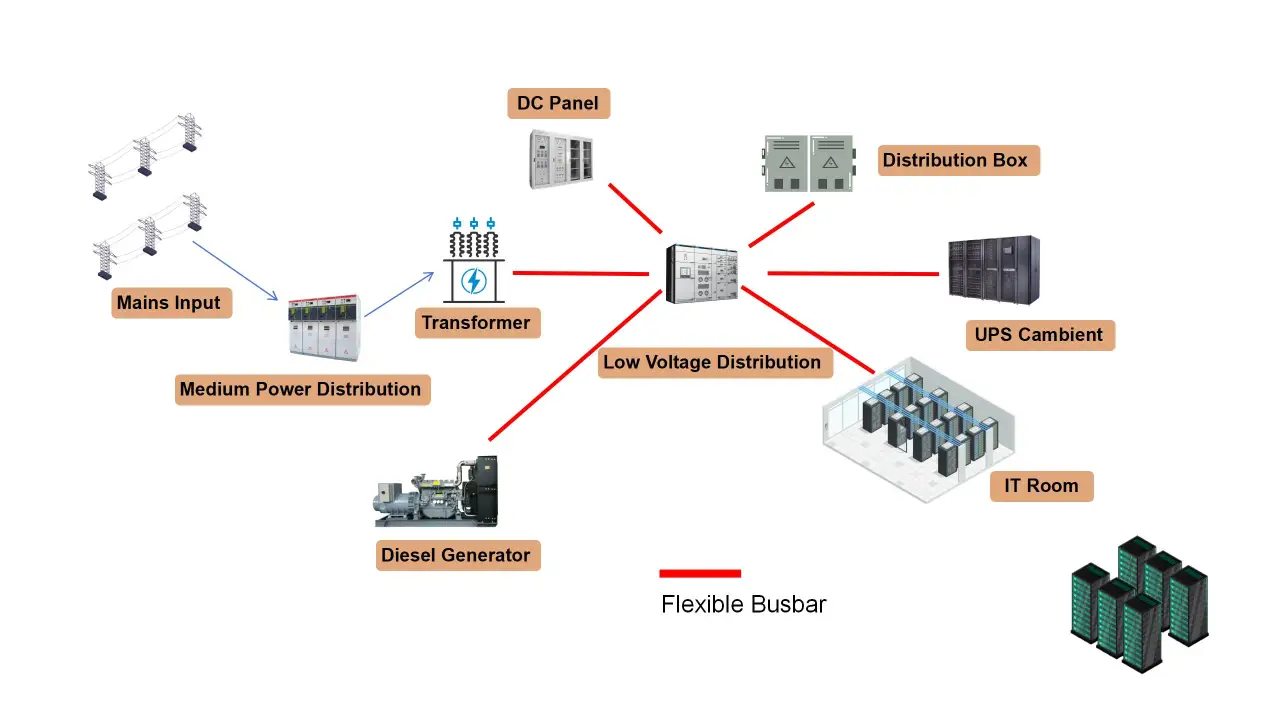 DC Panel
Distribution Box
Mains Input
Transformer
UPS Cambient
Low Voltage Distribution
Medium Power Distribution
IT Room
Diesel Generator
Flexible Busbar